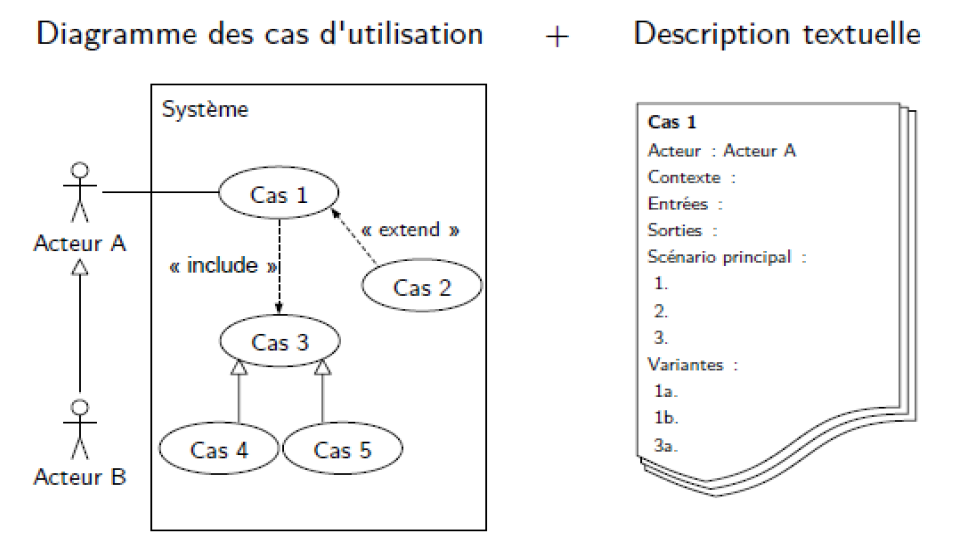 Diagramme des cas d'utilisation + Description textuelle
Système
Cas 1
Acteur A
« extend »
« include »
Cas 2
Cas 3
Cas 4
Cas 5
Acteur B
Cas 1
Acteur : Acteur A
Contexte :
Entrées :
Sorties :
Scénario principal :
1.
2.
3.
Variantes :
1a.
1b.
3a.